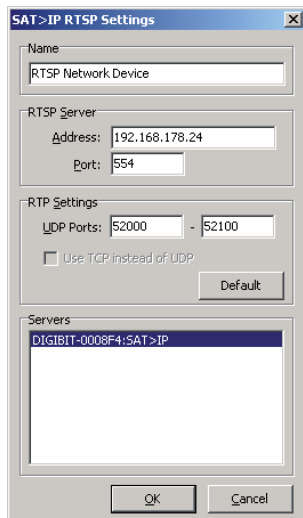 SAT>IP RTSP Settings
Name
RTSP Network Device
RTSP Server
Address: 192.168.178.24
Port: 554
RTP Settings
UDP Ports: 52000 - 52100
Use TCP instead of UDP
Default
Servers
DIGIBIT-0008F4:SAT>IP
OK Cancel